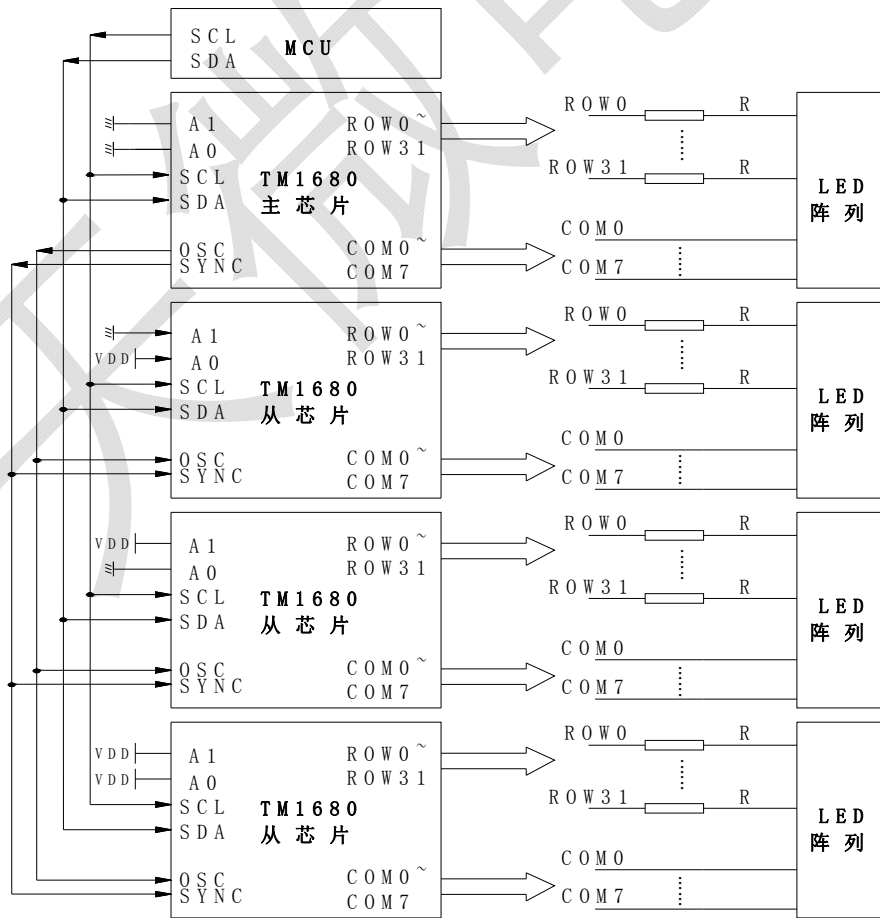 SCL
SDA
MCU
A1
A0
SCL
SDA
OSC
SYNC
TM1680
主芯片
ROW0~
ROW31
COM0~
COM7
ROW0
R
ROW31
R
COM0
COM7
LED
阵列
VDD
A1
A0
SCL
SDA
OSC
SYNC
TM1680
从芯片
ROW0~
ROW31
COM0~
COM7
ROW0
R
ROW31
R
COM0
COM7
LED
阵列
VDD
A1
A0
SCL
SDA
OSC
SYNC
TM1680
从芯片
ROW0~
ROW31
COM0~
COM7
ROW0
R
ROW31
R
COM0
COM7
LED
阵列
VDD
VDD
A1
A0
SCL
SDA
OSC
SYNC
TM1680
从芯片
ROW0~
ROW31
COM0~
COM7
ROW0
R
ROW31
R
COM0
COM7
LED
阵列
天微